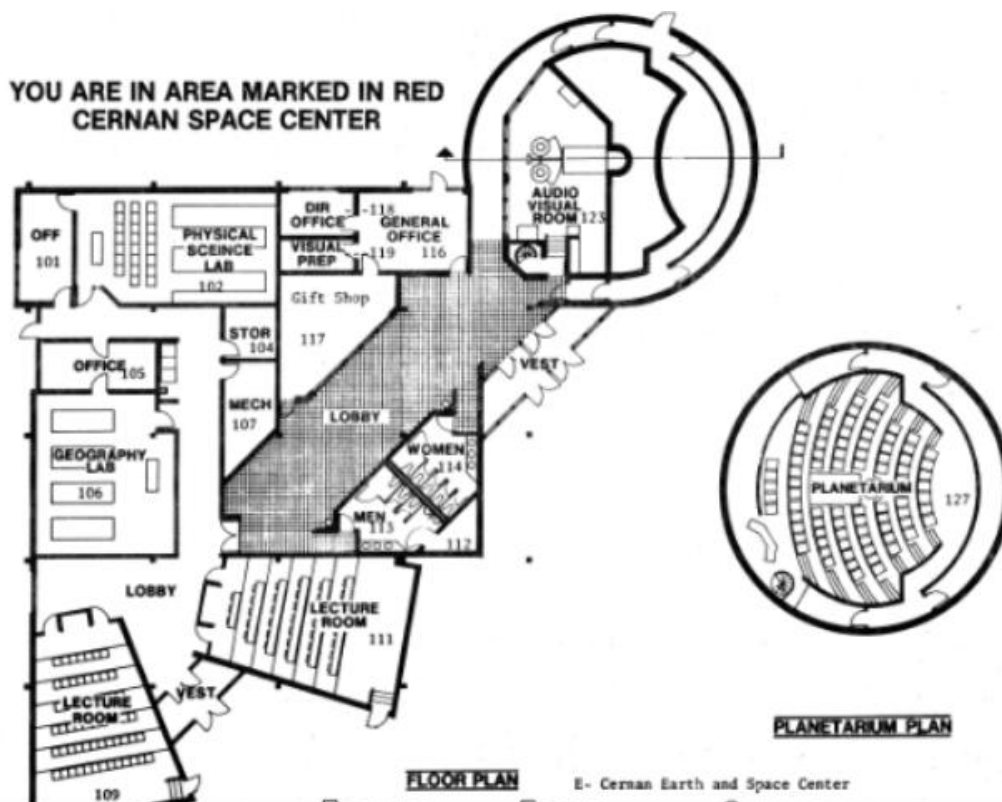 YOU ARE IN AREA MARKED IN RED
CERNAN SPACE CENTER
OFF
101
PHYSICAL
SCEINCE
LAB
102
DIR
OFFICE
118
VISUAL
PREP
119
GENERAL
OFFICE
116
AUDIO
VISUAL
ROOM
123
Gift Shop
117
STOR
104
OFFICE
105
MECH
107
LOBBY
VEST
GEOGRAPHY
LAB
106
WOMEN
114
MEN
113
112
PLANETARIUM
127
LOBBY
LECTURE
ROOM
111
VEST
LECTURE
ROOM
109
PLANETARIUM PLAN
FLOOR PLAN
E- Cernan Earth and Space Center